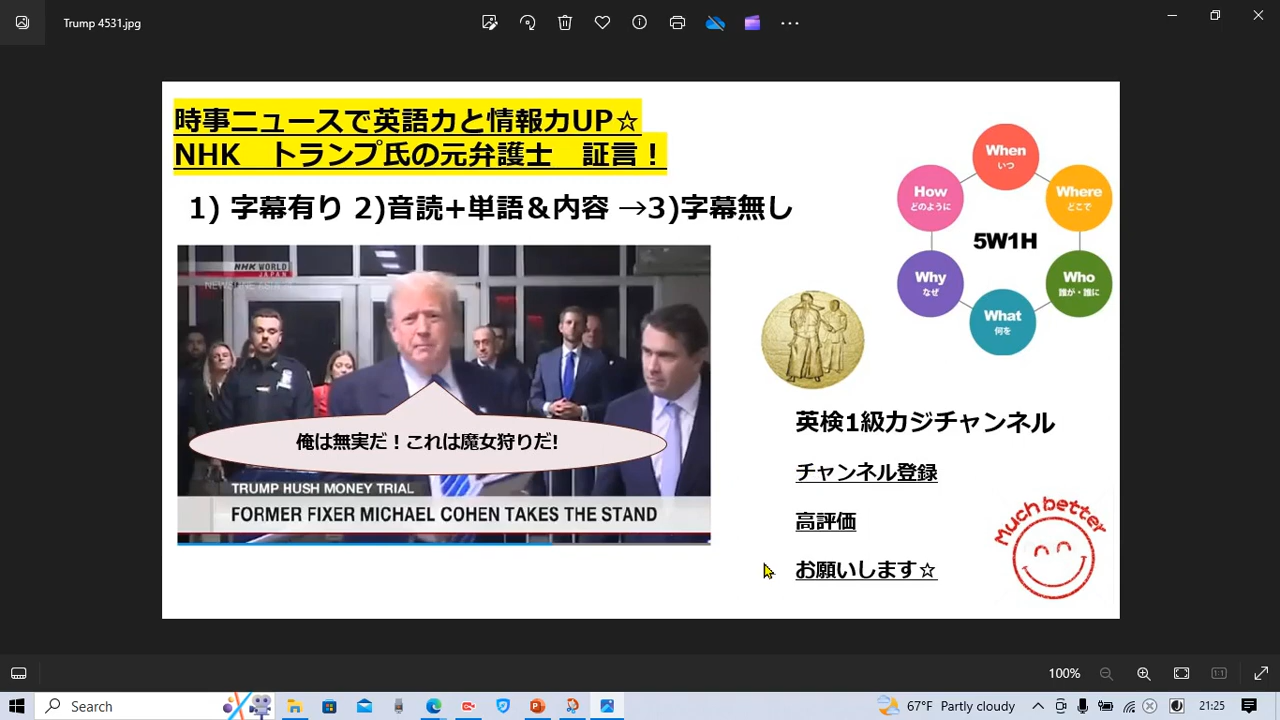 Trump 4531.jpg
時事ニュースで英語力と情報力UP☆
NHK　トランプ氏の元弁護士　証言！
1) 字幕有り 2)音読+単語＆内容 →3)字幕無し
NHK WORLD
JAPAN
NEWSLINE
俺は無実だ！これは魔女狩りだ!
TRUMP HUSH MONEY TRIAL
FORMER FIXER MICHAEL COHEN TAKES THE STAND
When
いつ
How
どのように
Where
どこで
5W1H
Why
なぜ
Who
誰が・誰に
What
何を
英検1級カジチャンネル
チャンネル登録
高評価
お願いします☆
Much better
100%
Search
67°F Partly cloudy
21:25